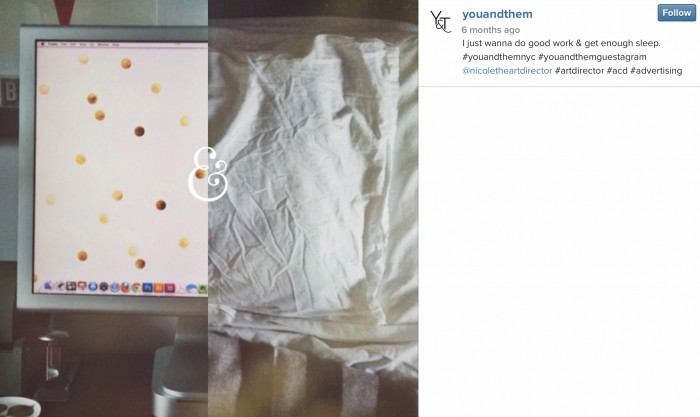 B
&
Y&T
youandthem
Follow
6 months ago
I just wanna do good work & get enough sleep.
#youandthemnyc #youandthemguestagram
@nicoletheartdirector #artdirector #acd #advertising